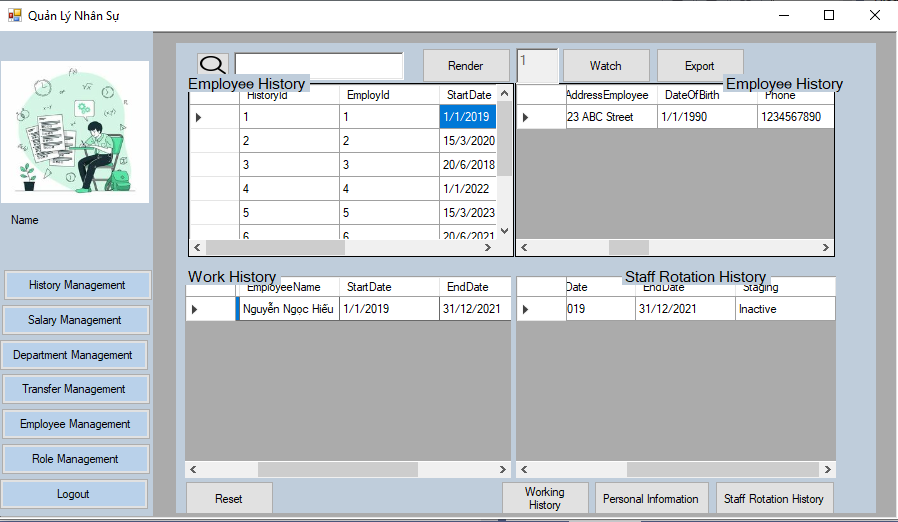 Quản Lý Nhân Sự
Render
1
Watch
Export
Employee History
HistoryId EmployId StartDate
1 1 1/1/2019
2 2 15/3/2020
3 3 20/6/2018
4 4 1/1/2022
5 5 15/3/2023
6 6 20/6/2021
Employee History
AddressEmployee DateOfBirth Phone
23 ABC Street 1/1/1990 1234567890
Name
History Management
Salary Management
Department Management
Transfer Management
Employee Management
Role Management
Logout
Work History
EmployeeName StartDate EndDate
Nguyễn Ngọc Hiếu 1/1/2019 31/12/2021
Staff Rotation History
Date EndDate Staging
019 31/12/2021 Inactive
Reset
Working
History
Personal Information
Staff Rotation History